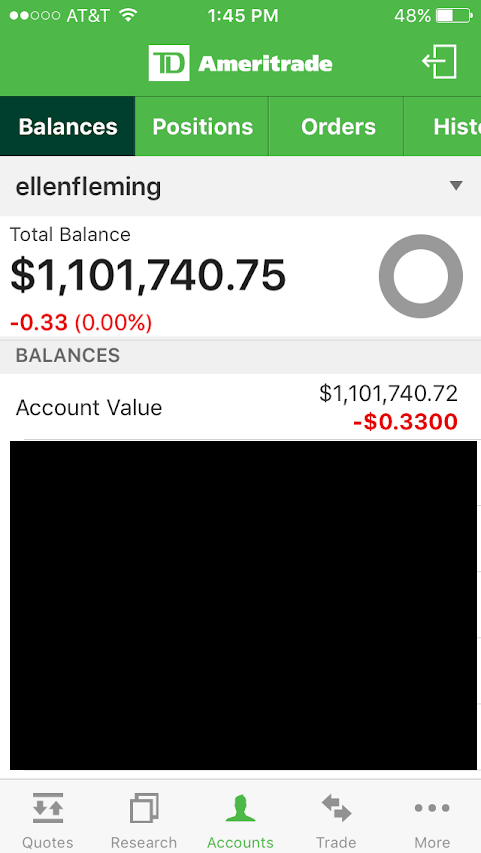 AT&T 1:45 PM 48%
TD Ameritrade
Balances Positions Orders Histo
ellenfleming
Total Balance
$1,101,740.75
-0.33 (0.00%)
BALANCES
Account Value $1,101,740.72
-$0.3300
Quotes Research Accounts Trade More